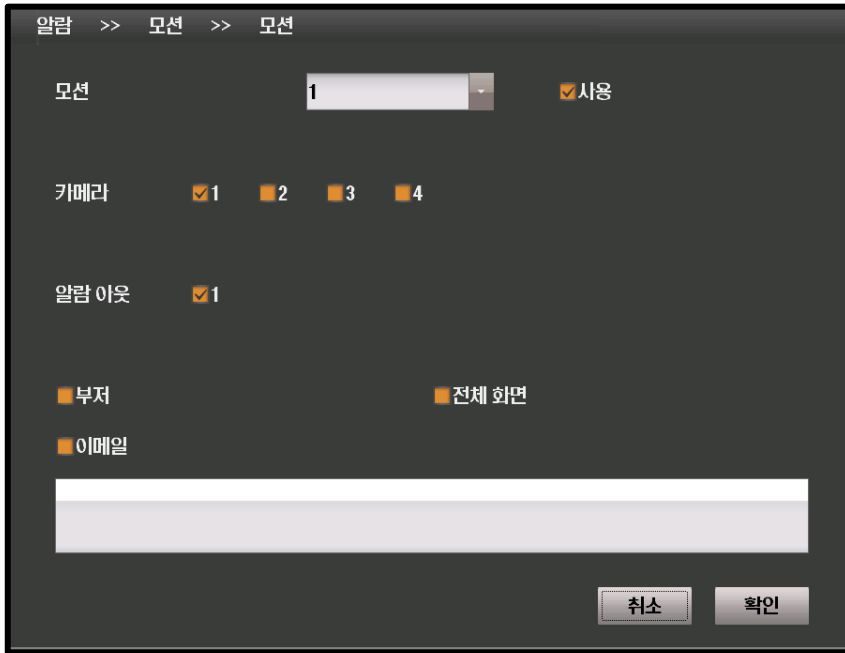 알람 >> 모션 >> 모션
모션 1 사용
카메라 1 2 3 4
알람 아웃 1
부저 전체 화면
이메일
취소 확인